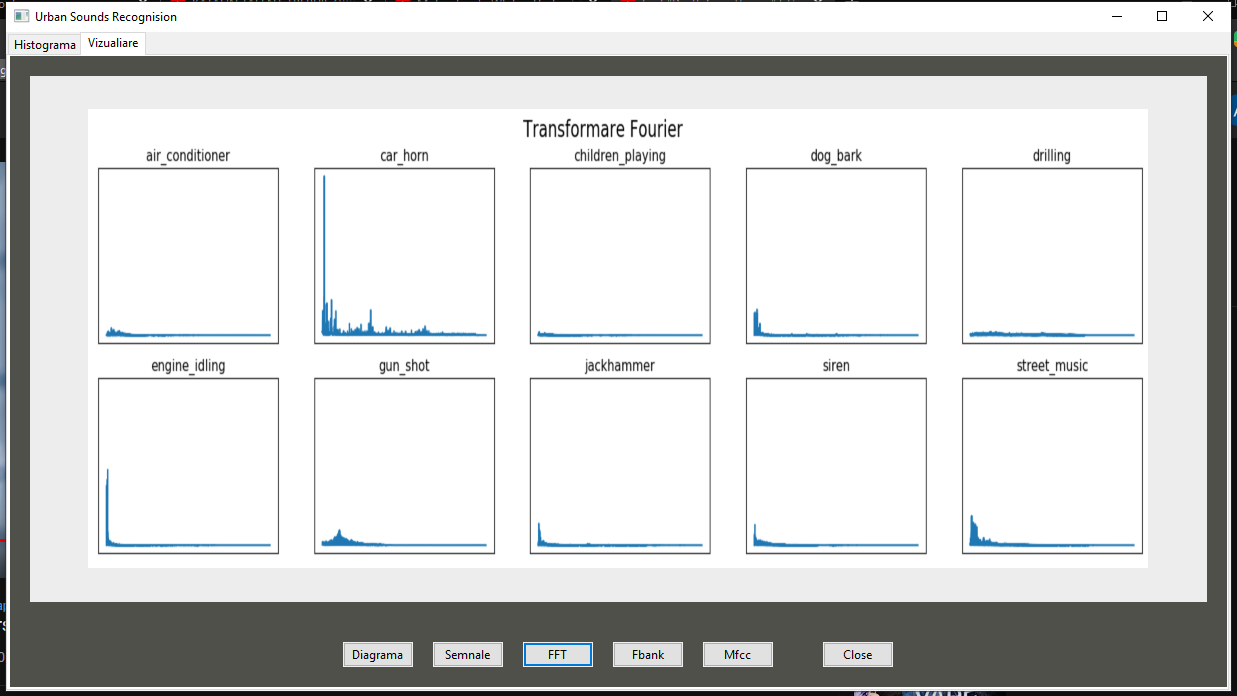 Urban Sounds Recognision
Histograma
Vizualiare
Transformare Fourier
air_conditioner
car_horn
children_playing
dog_bark
drilling
engine_idling
gun_shot
jackhammer
siren
street_music
Diagrama
Semnale
FFT
Fbank
Mfcc
Close